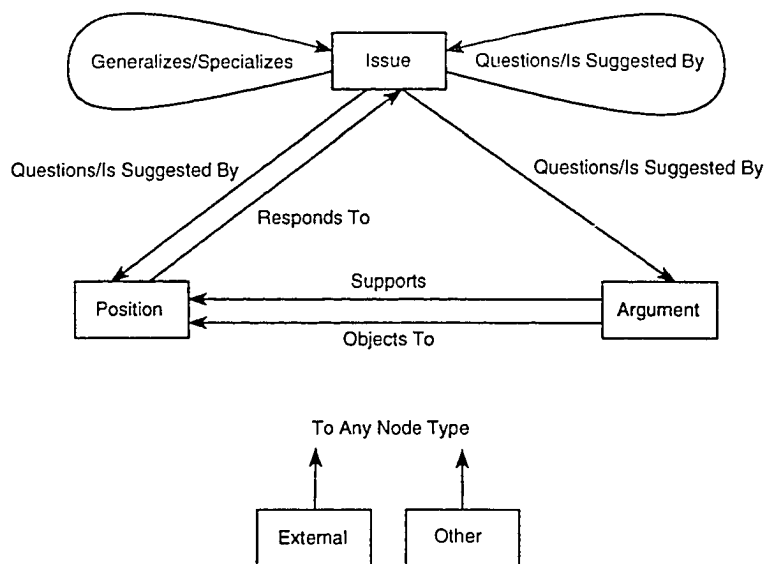 Generalizes/Specializes
Issue
Questions/Is Suggested By
Questions/Is Suggested By
Questions/Is Suggested By
Responds To
Position
Supports
Argument
Objects To
To Any Node Type
External
Other